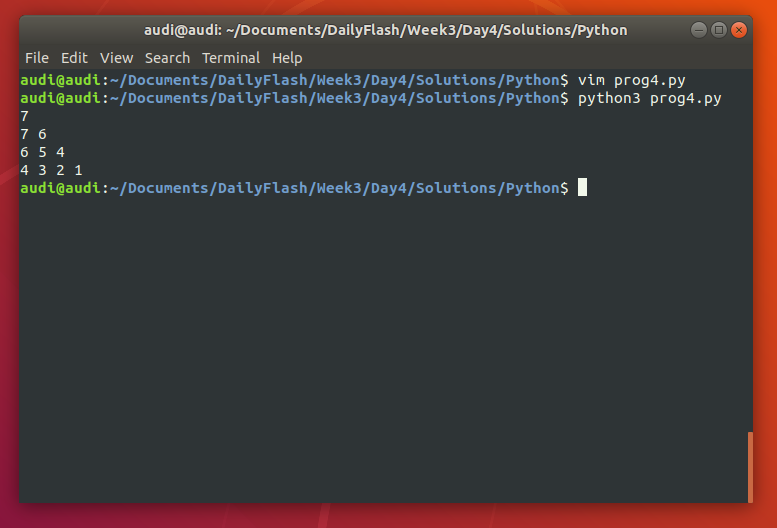 audi@audi: ~/Documents/DailyFlash/Week3/Day4/Solutions/Python
File Edit View Search Terminal Help
audi@audi:~/Documents/DailyFlash/Week3/Day4/Solutions/Python$ vim prog4.py
audi@audi:~/Documents/DailyFlash/Week3/Day4/Solutions/Python$ python3 prog4.py
7
7 6
6 5 4
4 3 2 1
audi@audi:~/Documents/DailyFlash/Week3/Day4/Solutions/Python$